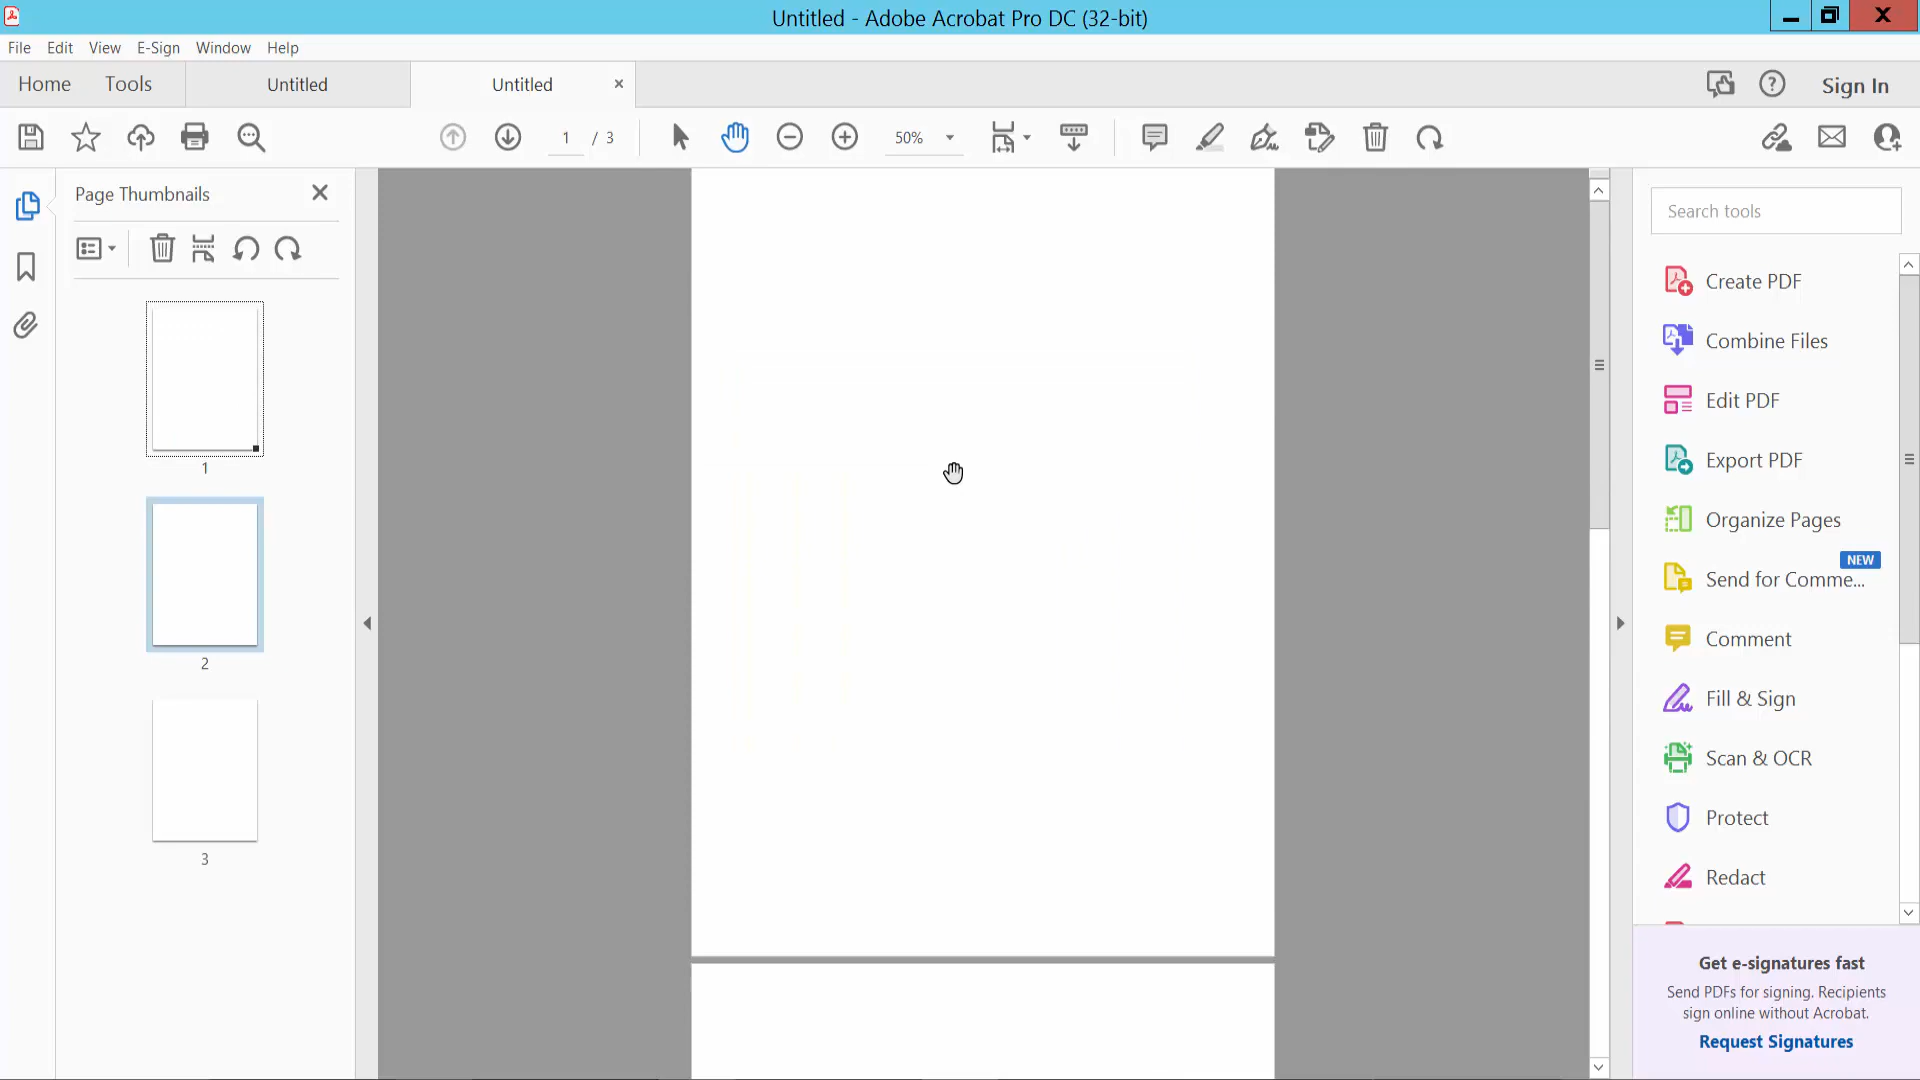 Untitled - Adobe Acrobat Pro DC (32-bit)
File Edit View E-Sign Window Help
Home Tools Untitled Untitled Sign In
1 / 3 50%
Page Thumbnails
1
2
3
Search tools
Create PDF
Combine Files
Edit PDF
Export PDF
Organize Pages
NEW
Send for Comme...
Comment
Fill & Sign
Scan & OCR
Protect
Redact
Get e-signatures fast
Send PDFs for signing. Recipients
sign online without Acrobat.
Request Signatures